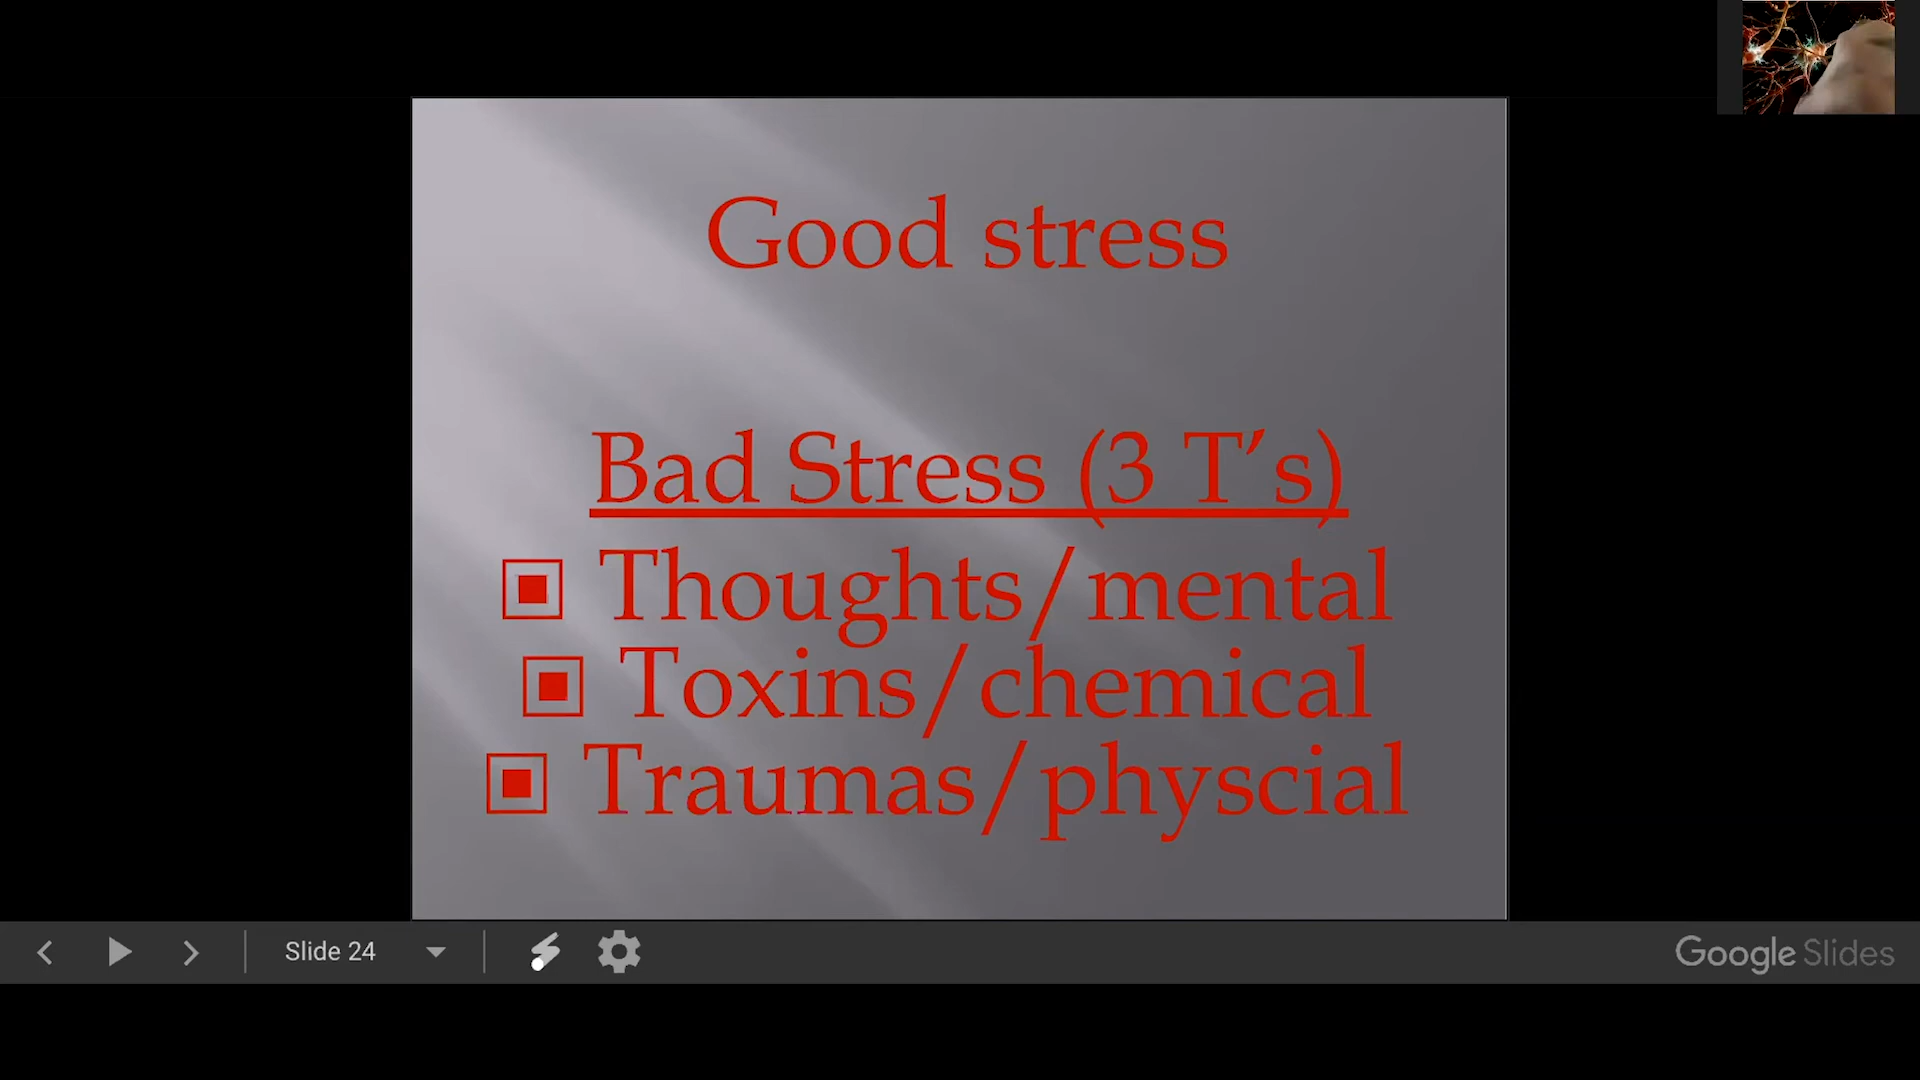 Good stress
Bad Stress (3 T’s)
Thoughts/mental
Toxins/chemical
Traumas/physcial
Slide 24
Google Slides